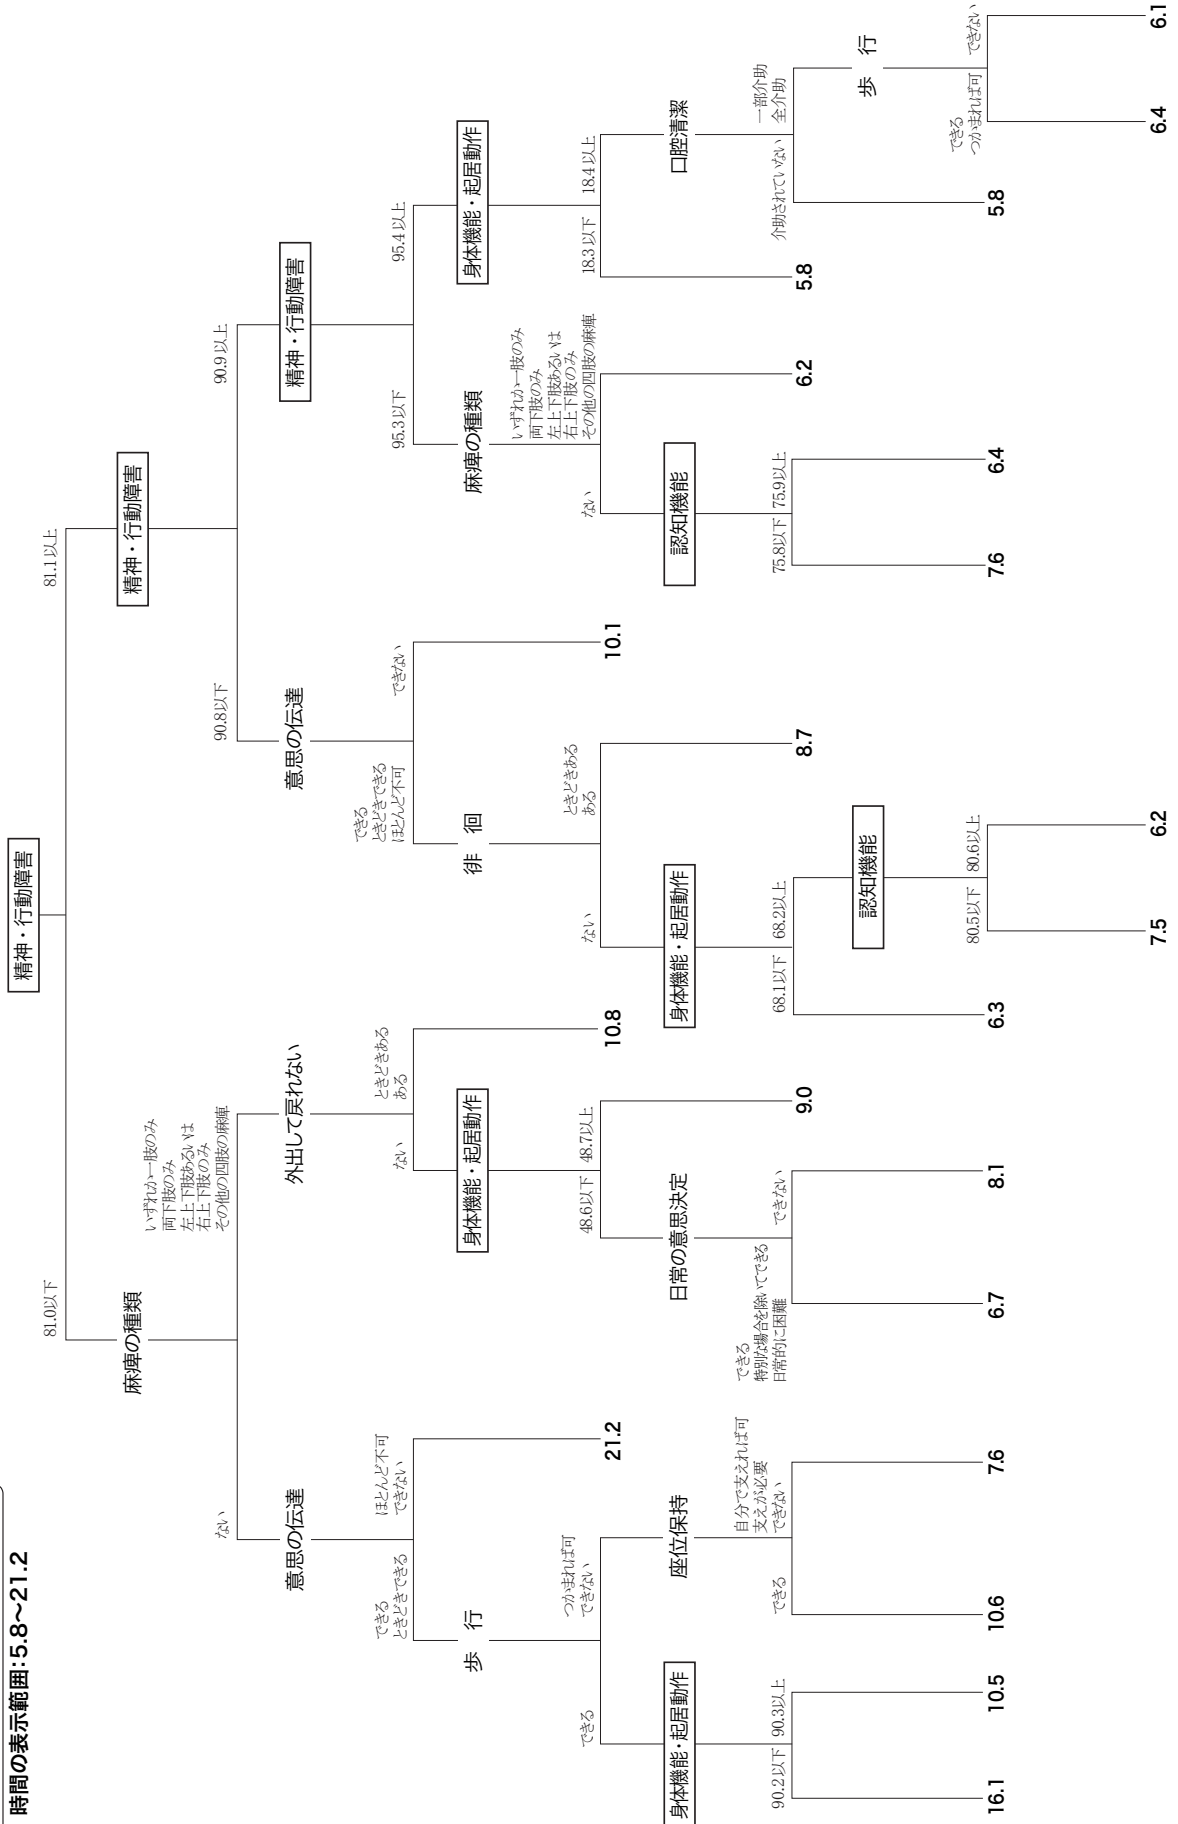 時間の表示範囲：5.8〜21.2
精神・行動障害
81.0以下
81.1以上
麻痺の種類
精神・行動障害
ない
いずれか一肢のみ
両下肢のみ
左上下肢あるいは
右上下肢のみ
その他の四肢の麻痺
90.8以下
90.9以上
意思の伝達
外出して戻れない
意思の伝達
精神・行動障害
できる
ときどきできる
ほとんど不可
できない
ない
ときどきある
ある
できる
ときどきできる
ほとんど不可
できない
95.3以下
95.4以上
歩　行
21.2
身体機能・起居動作
10.8
徘　徊
10.1
麻痺の種類
身体機能・起居動作
できる
つかまれば可
できない
48.6以下
48.7以上
ない
ときどきある
ある
ない
いずれか一肢のみ
両下肢のみ
左上下肢あるいは
右上下肢のみ
その他の四肢の麻痺
18.3以下
18.4以上
身体機能・起居動作
座位保持
日常の意思決定
9.0
身体機能・起居動作
8.7
認知機能
6.2
5.8
口腔清潔
90.2以下
90.3以上
できる
自分で支えれば可
支えが必要
できない
できる
特別な場合を除いてできる
日常的に困難
できない
68.1以下
68.2以上
75.8以下
75.9以上
介助されていない
一部介助
全介助
16.1
10.5
10.6
7.6
6.7
8.1
6.3
認知機能
7.6
6.4
5.8
歩　行
80.5以下
80.6以上
できる
つかまれば可
できない
7.5
6.2
6.4
6.1